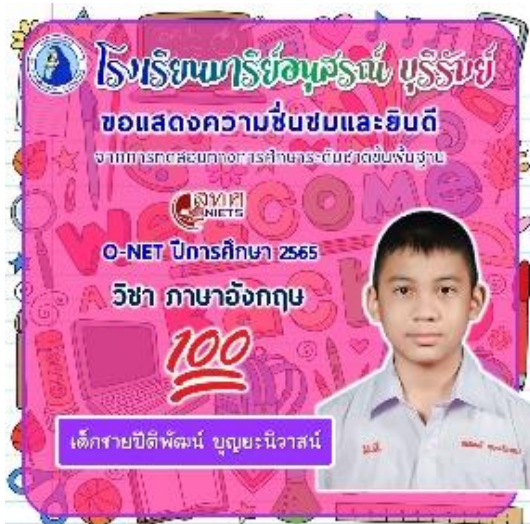 โรงเรียนมารีย์อนุสรณ์ บุรีรัมย์
ขอแสดงความชื่นชมและยินดี
จากการทดสอบทางการศึกษาระดับชาติขั้นพื้นฐาน
สทศ
NIETS
O-NET ปีการศึกษา 2565
วิชา ภาษาอังกฤษ
100
เด็กชายปิติพัฒน์ บุญยะนิวาสน์
WELCOME
BACK